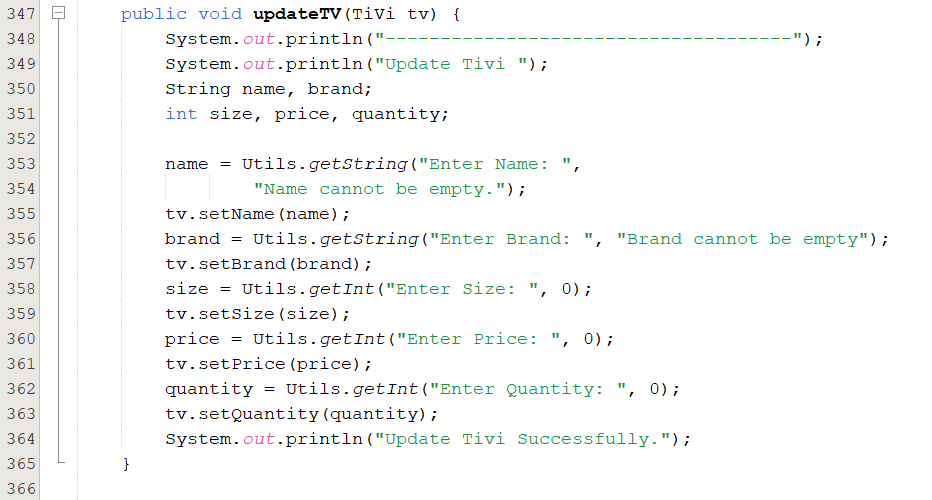 347 public void updateTV(TiVi tv) {
348 System.out.println("-------------------------------------");
349 System.out.println("Update Tivi ");
350 String name, brand;
351 int size, price, quantity;
352
353 name = Utils.getString("Enter Name: ",
354 "Name cannot be empty.");
355 tv.setName(name);
356 brand = Utils.getString("Enter Brand: ", "Brand cannot be empty");
357 tv.setBrand(brand);
358 size = Utils.getInt("Enter Size: ", 0);
359 tv.setSize(size);
360 price = Utils.getInt("Enter Price: ", 0);
361 tv.setPrice(price);
362 quantity = Utils.getInt("Enter Quantity: ", 0);
363 tv.setQuantity(quantity);
364 System.out.println("Update Tivi Successfully.");
365 }
366